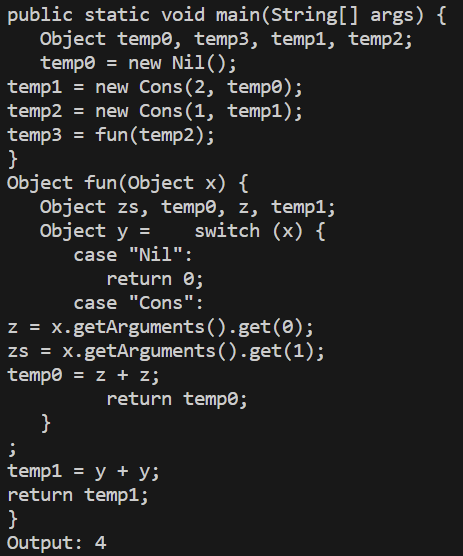 public static void main(String[] args) {
   Object temp0, temp3, temp1, temp2;
   temp0 = new Nil();
temp1 = new Cons(2, temp0);
temp2 = new Cons(1, temp1);
temp3 = fun(temp2);
}
Object fun(Object x) {
   Object zs, temp0, z, temp1;
   Object y =    switch (x) {
      case "Nil":
         return 0;
      case "Cons":
z = x.getArguments().get(0);
zs = x.getArguments().get(1);
temp0 = z + z;
         return temp0;
   }
;
temp1 = y + y;
return temp1;
}
Output: 4